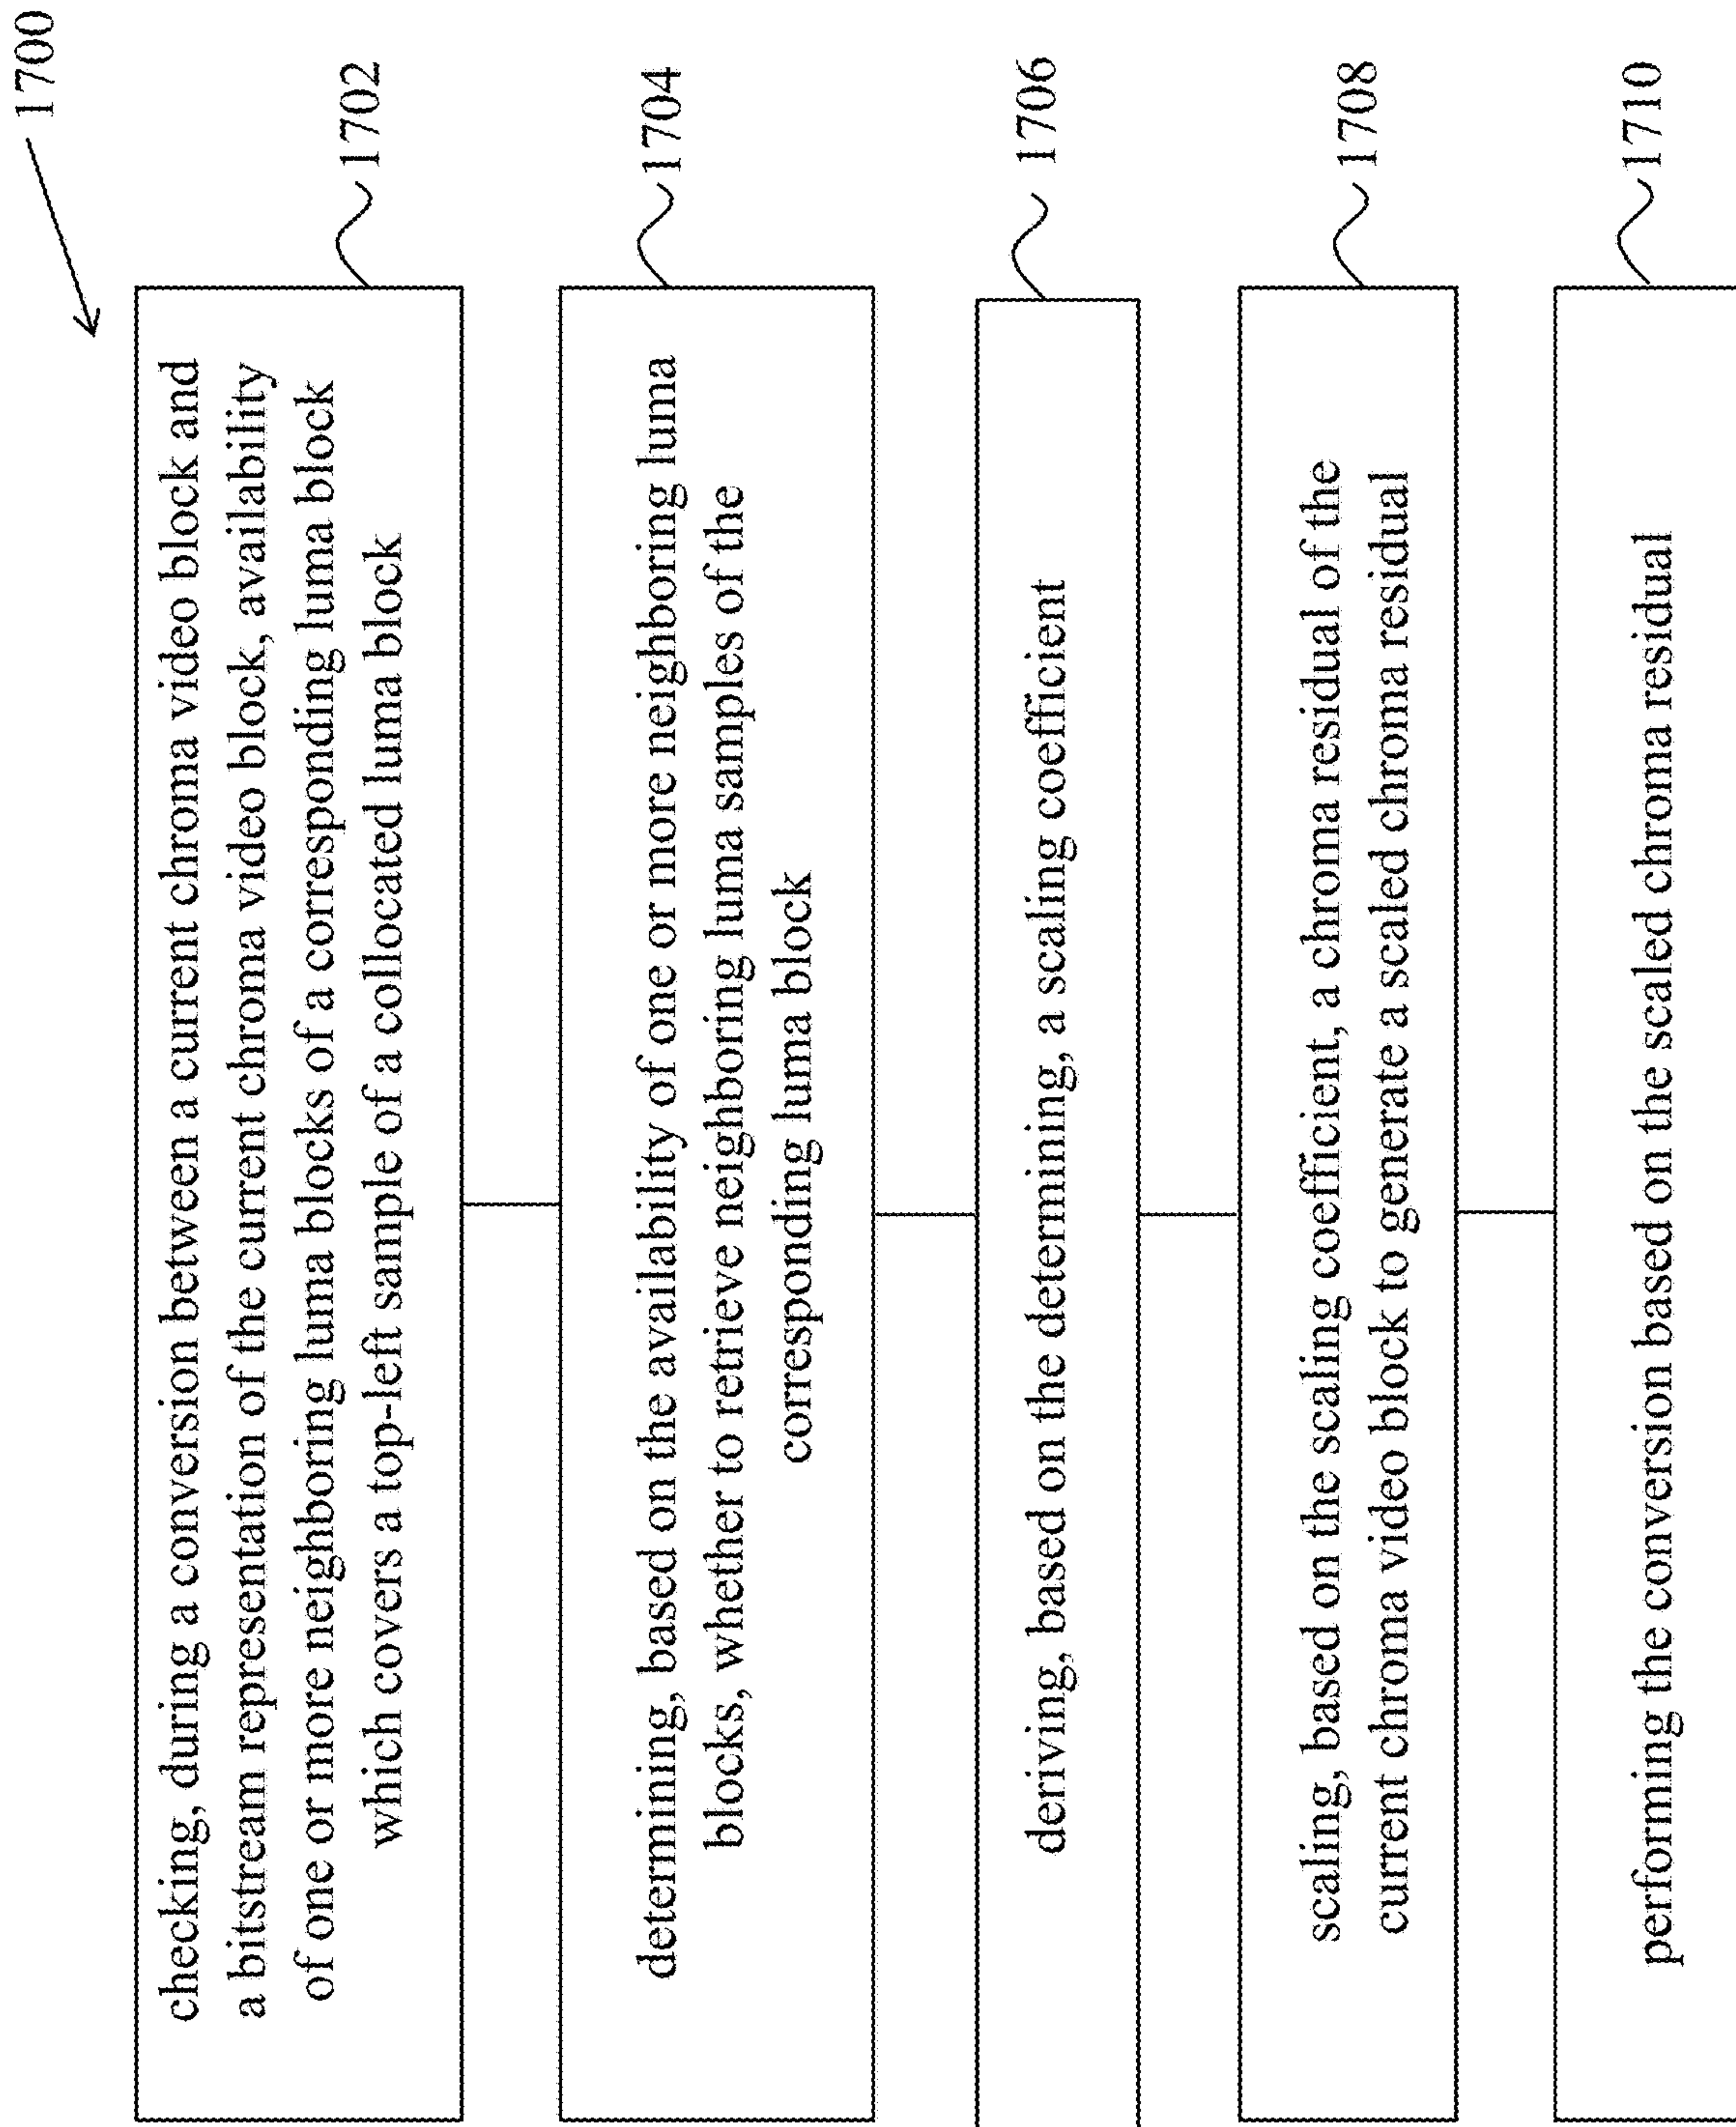 1700
checking, during a conversion between a current chroma video block and
a bitstream representation of the current chroma video block, availability
of one or more neighboring luma blocks of a corresponding luma block
which covers a top-left sample of a collocated luma block
1702
determining, based on the availability of one or more neighboring luma
blocks, whether to retrieve neighboring luma samples of the
corresponding luma block
1704
deriving, based on the determining, a scaling coefficient
1706
scaling, based on the scaling coefficient, a chroma residual of the
current chroma video block to generate a scaled chroma residual
1708
performing the conversion based on the scaled chroma residual
1710